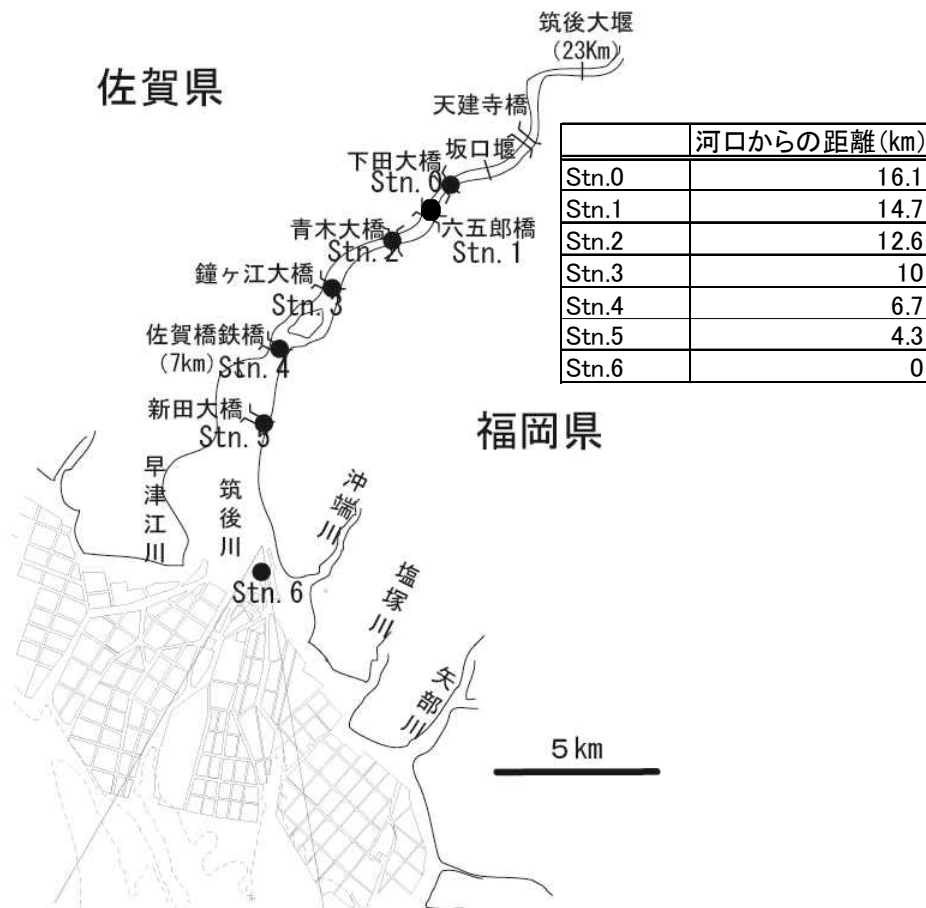 筑後大堰
(23Km)
佐賀県
天建寺橋
坂口堰
下田大橋
Stn. 0
青木大橋
Stn. 2
六五郎橋
Stn. 1
鐘ヶ江大橋
Stn. 3
佐賀橋鉄橋
(7km)
Stn. 4
新田大橋
Stn. 5
河口からの距離(km)
Stn.0 16.1
Stn.1 14.7
Stn.2 12.6
Stn.3 10
Stn.4 6.7
Stn.5 4.3
Stn.6 0
福岡県
早津江川
筑後川
沖端川
Stn. 6
塩塚川
矢部川
5km